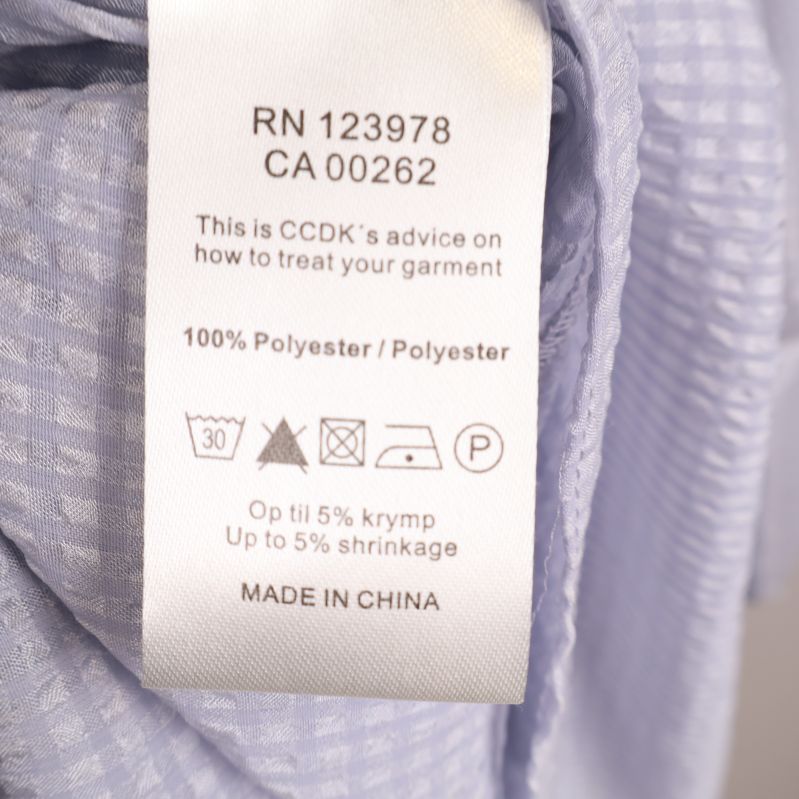 RN 123978
CA 00262
This is CCDK´s advice on
how to treat your garment
100% Polyester / Polyester
30 P
Op til 5% krymp
Up to 5% shrinkage
MADE IN CHINA